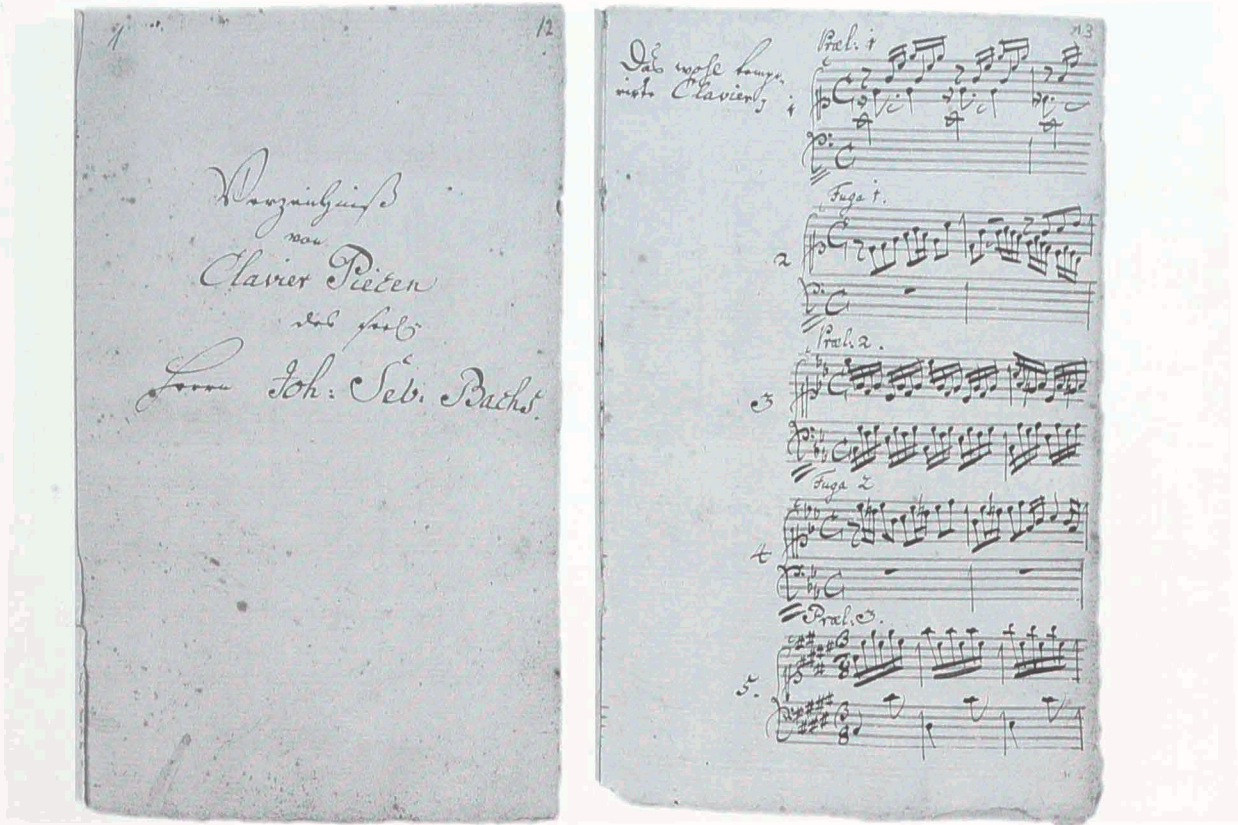 12
Verzeichniß
von
Clavier Piecen
des seel:
Herrn Joh: Seb: Bachs.
13
Das wohl tempe-
rirte Clavier
Præl: 1
1
Fuga 1.
2
Præl: 2.
3
Fuga 2
4
Præl: 3.
5.